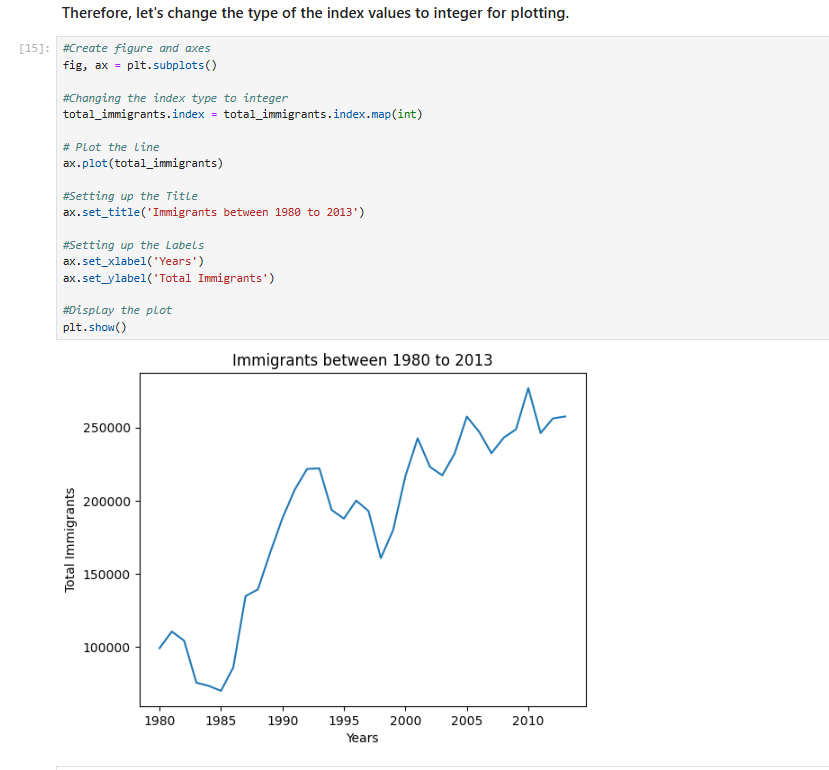 Therefore, let's change the type of the index values to integer for plotting.
[15]:
#Create figure and axes
fig, ax = plt.subplots()
#Changing the index type to integer
total_immigrants.index = total_immigrants.index.map(int)
# Plot the line
ax.plot(total_immigrants)
#Setting up the Title
ax.set_title('Immigrants between 1980 to 2013')
#Setting up the Labels
ax.set_xlabel('Years')
ax.set_ylabel('Total Immigrants')
#Display the plot
plt.show()
Immigrants between 1980 to 2013
250000
200000
150000
100000
Total Immigrants
1980 1985 1990 1995 2000 2005 2010
Years